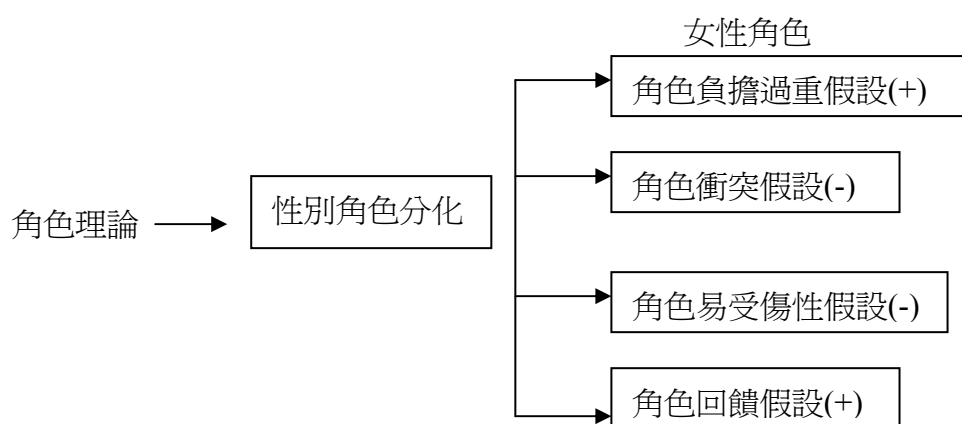 女性角色
角色負擔過重假設(+)
角色衝突假設(-)
角色理論
性別角色分化
角色易受傷性假設(-)
角色回饋假設(+)